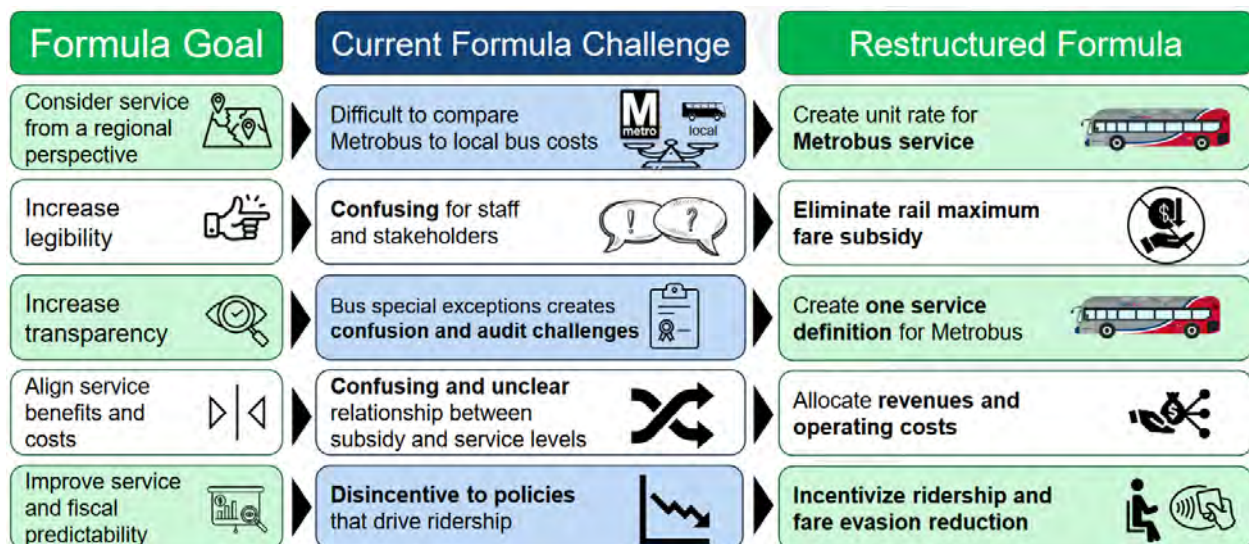 Formula Goal
Current Formula Challenge
Restructured Formula
Consider service
from a regional
perspective
Difficult to compare
Metrobus to local bus costs
M
metro
local
Create unit rate for
Metrobus service
Increase
legibility
Confusing for staff
and stakeholders
! ?
Eliminate rail maximum
fare subsidy
$
Increase
transparency
Bus special exceptions creates
confusion and audit challenges
Create one service
definition for Metrobus
Align service
benefits and
costs
Confusing and unclear
relationship between
subsidy and service levels
Allocate revenues and
operating costs
$
Improve service
and fiscal
predictability
$
Disincentive to policies
that drive ridership
Incentivize ridership and
fare evasion reduction